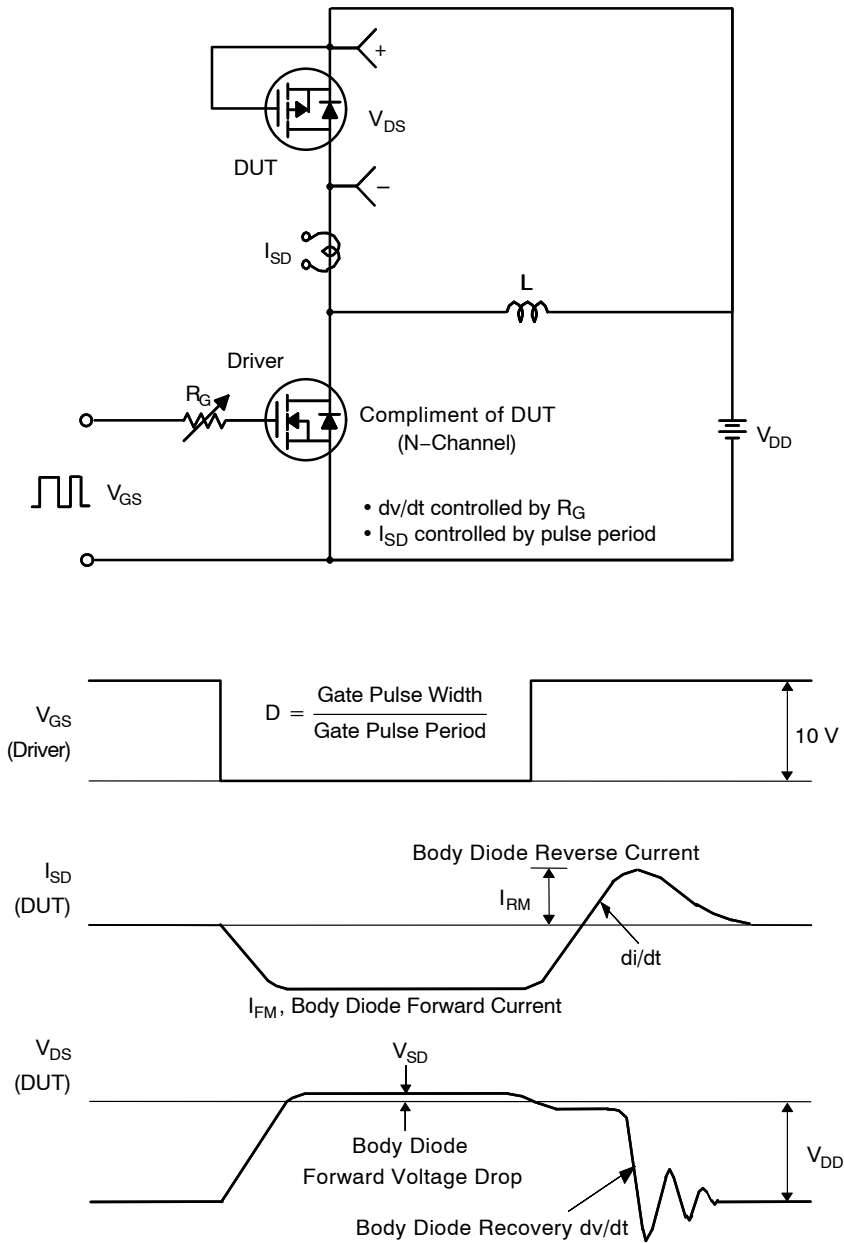 +
V_DS
DUT
−
I_SD
L
Driver
R_G
Compliment of DUT
(N−Channel)
V_DD
V_GS
• dv/dt controlled by R_G
• I_SD controlled by pulse period
V_GS
(Driver)
D = Gate Pulse Width
Gate Pulse Period
10 V
Body Diode Reverse Current
I_SD
(DUT)
I_RM
di/dt
I_FM, Body Diode Forward Current
V_DS
(DUT)
V_SD
Body Diode
Forward Voltage Drop
V_DD
Body Diode Recovery dv/dt